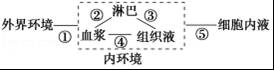 ② 淋巴 ③
外界环境 ① 血浆 ④ 组织液 ⑤ 细胞内液
内环境